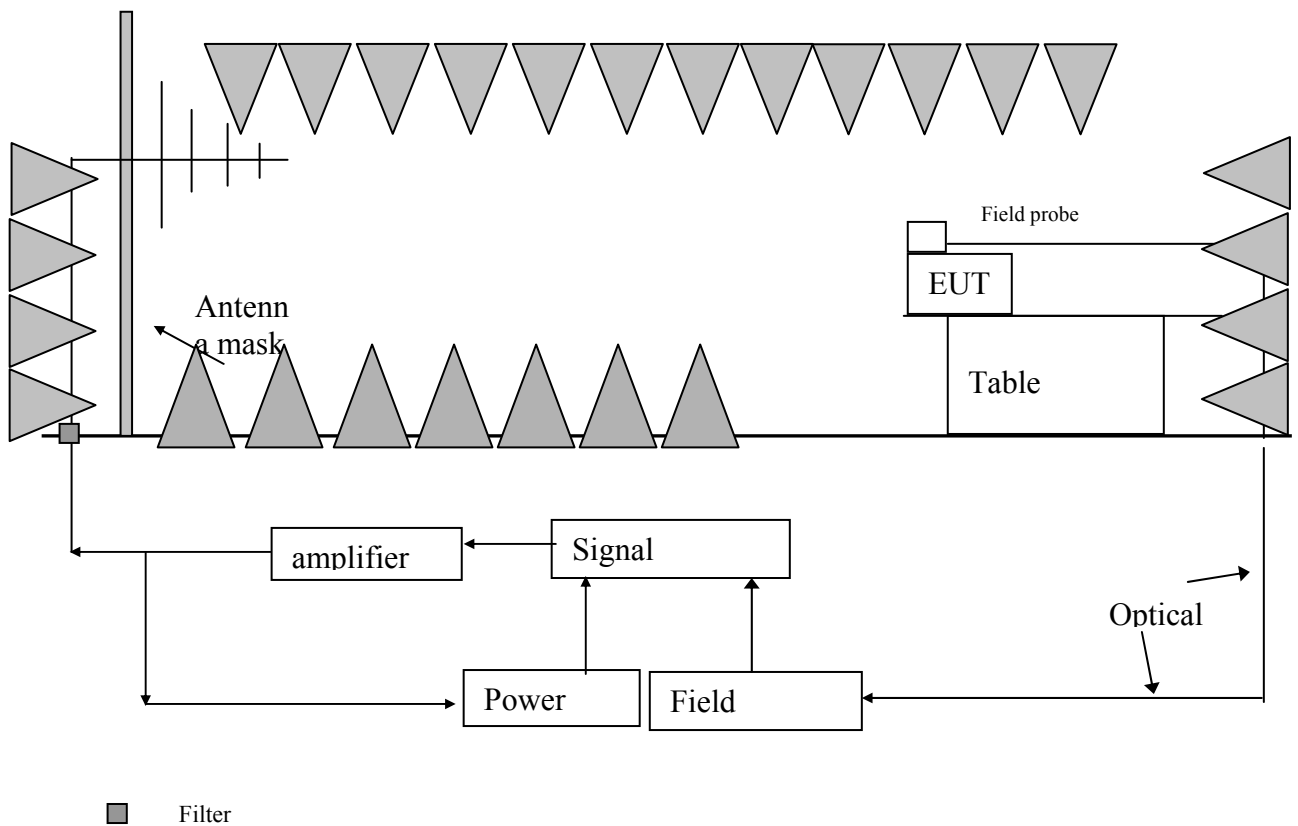 Field probe
EUT
Antenn
a mask
Table
amplifier
Signal
Optical
Power
Field
Filter